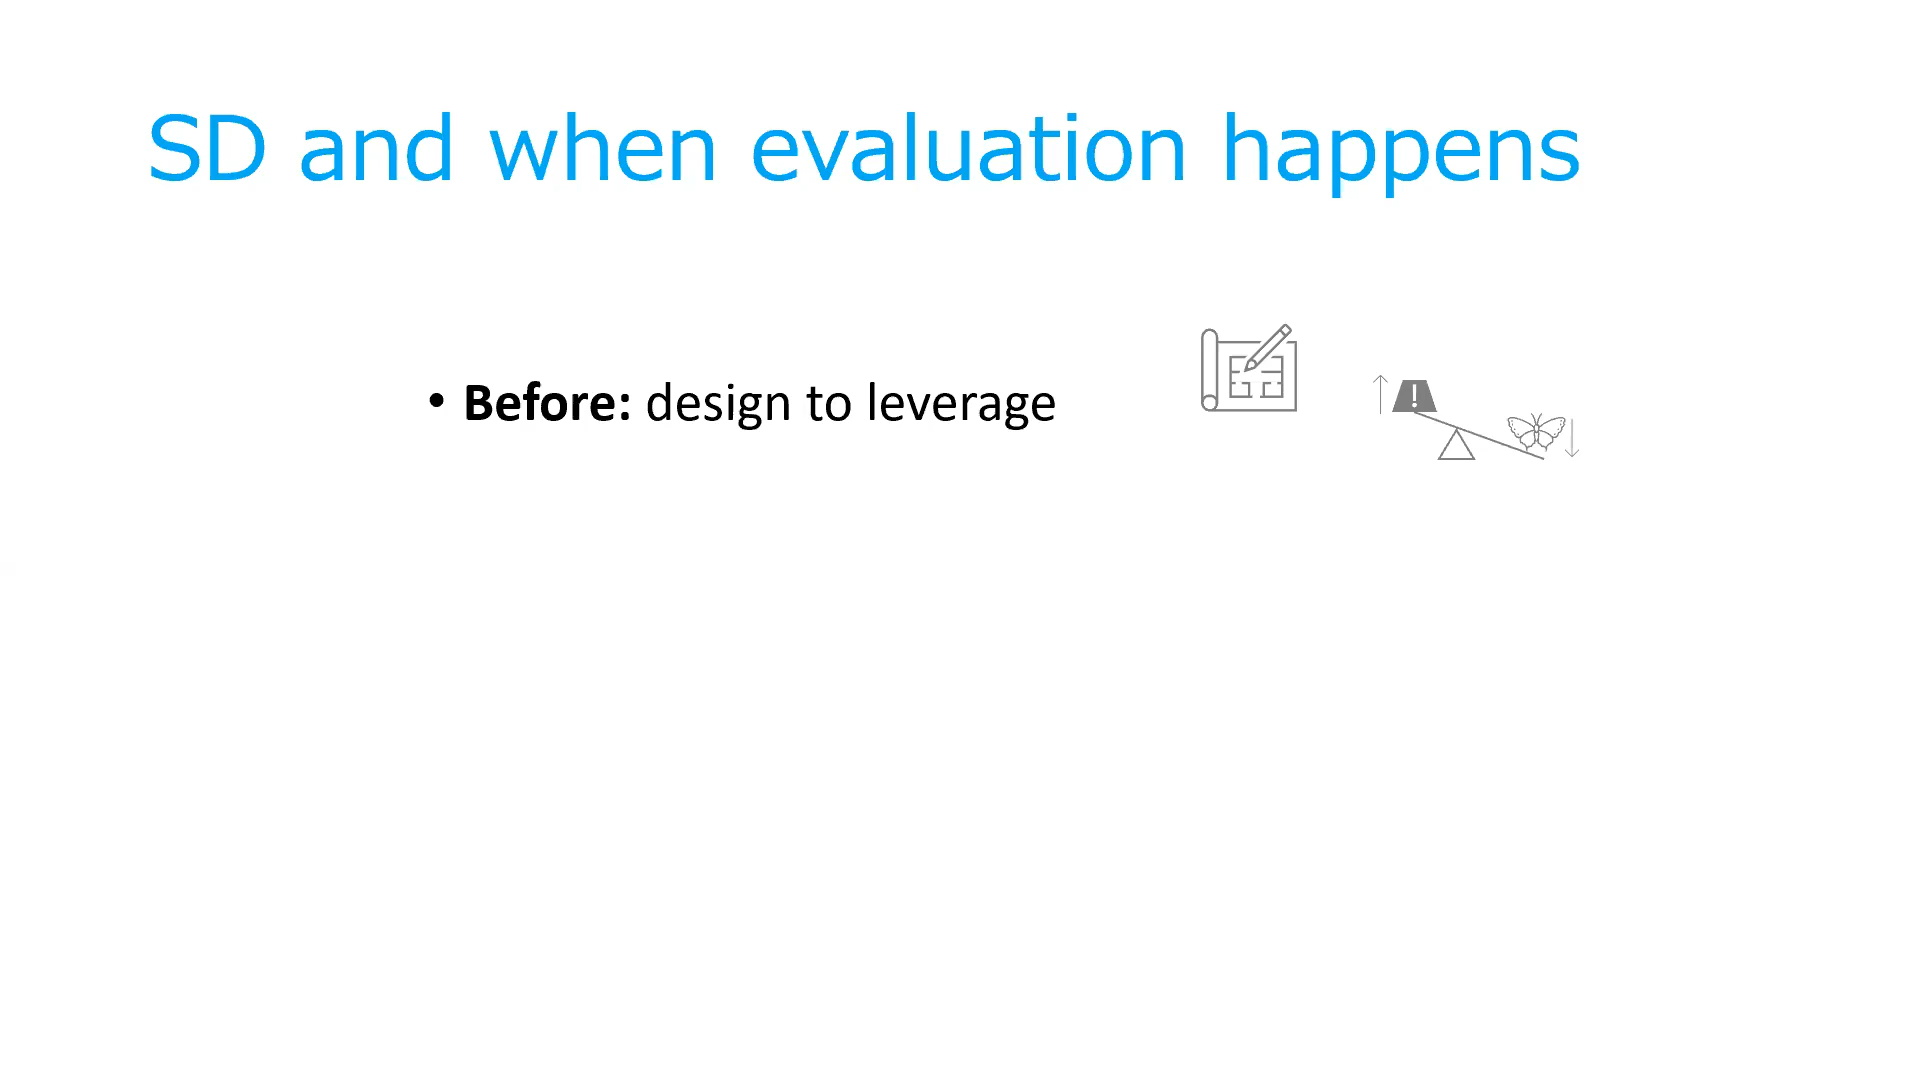 SD and when evaluation happens
• Before: design to leverage